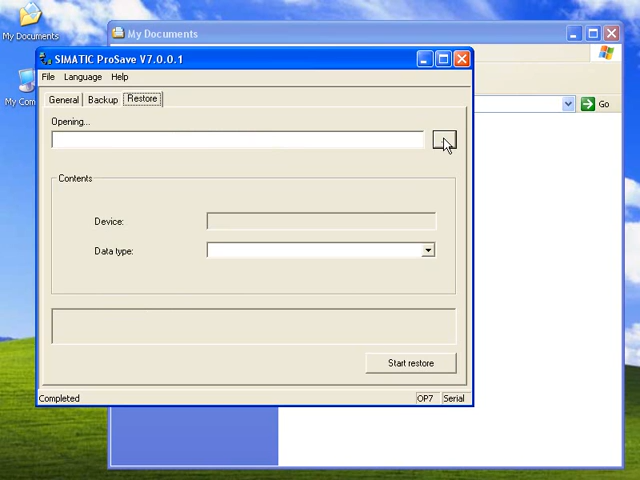 My Documents
My Documents
SIMATIC ProSave V7.0.0.1
File Language Help
My Com
Go
General Backup Restore
Opening...
Contents
Device:
Data type:
Start restore
Completed OP7 Serial